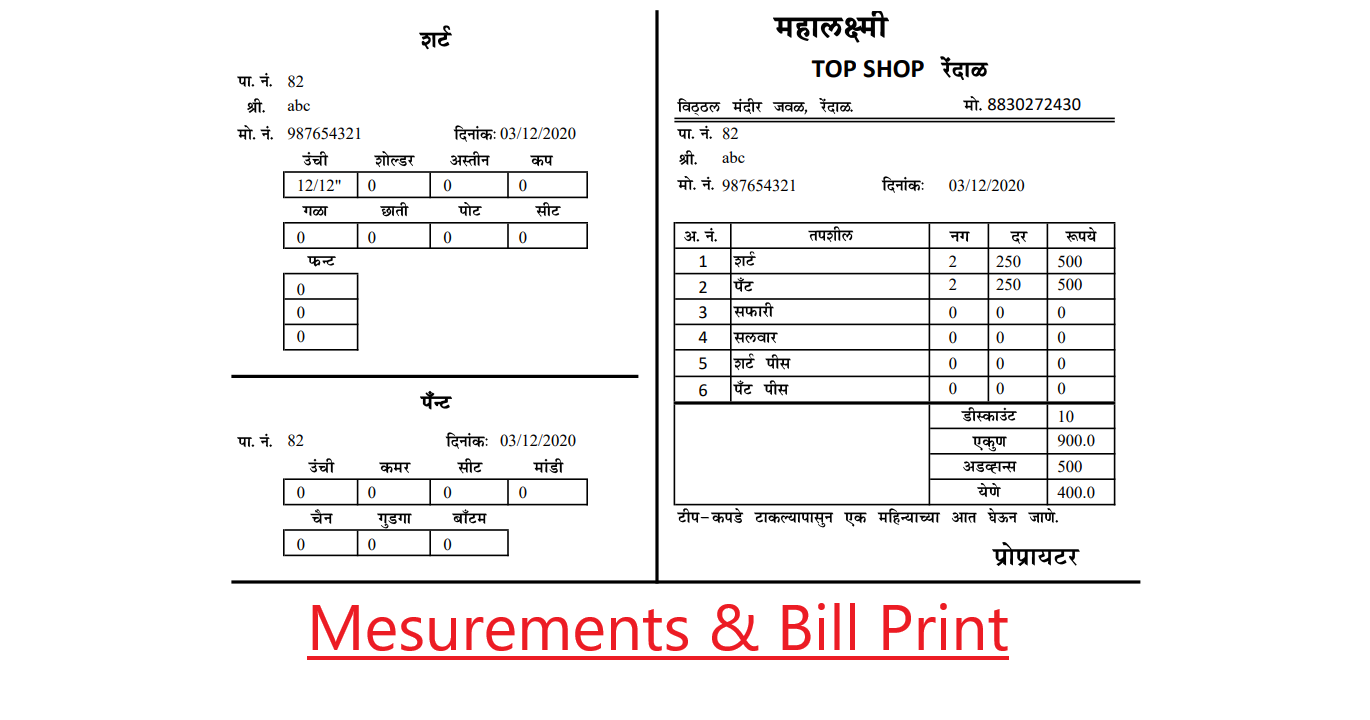 शर्ट
पा. नं. 82
श्री. abc
मो. नं. 987654321 दिनांकः 03/12/2020
उंची शोल्डर अस्तीन कप
12/12" 0 0 0
गळा छाती पोट सीट
0 0 0 0
फ्रन्ट
0
0
0
पँन्ट
पा. नं. 82 दिनांकः 03/12/2020
उंची कमर सीट मांडी
0 0 0 0
चैन गुडगा बाँटम
0 0 0
महालक्ष्मी
TOP SHOP रेंदाळ
विठ्ठल मंदीर जवळ, रेंदाळ. मो. 8830272430
पा. नं. 82
श्री. abc
मो. नं. 987654321 दिनांकः 03/12/2020
अ. नं. तपशील नग दर रूपये
1 शर्ट 2 250 500
2 पँट 2 250 500
3 सफारी 0 0 0
4 सलवार 0 0 0
5 शर्ट पीस 0 0 0
6 पँट पीस 0 0 0
डीस्काउंट 10
एकुण 900.0
अडव्हान्स 500
येणे 400.0
टीप-कपडे टाकल्यापासुन एक महिन्याच्या आत घेऊन जाणे.
प्रोप्रायटर
Mesurements & Bill Print